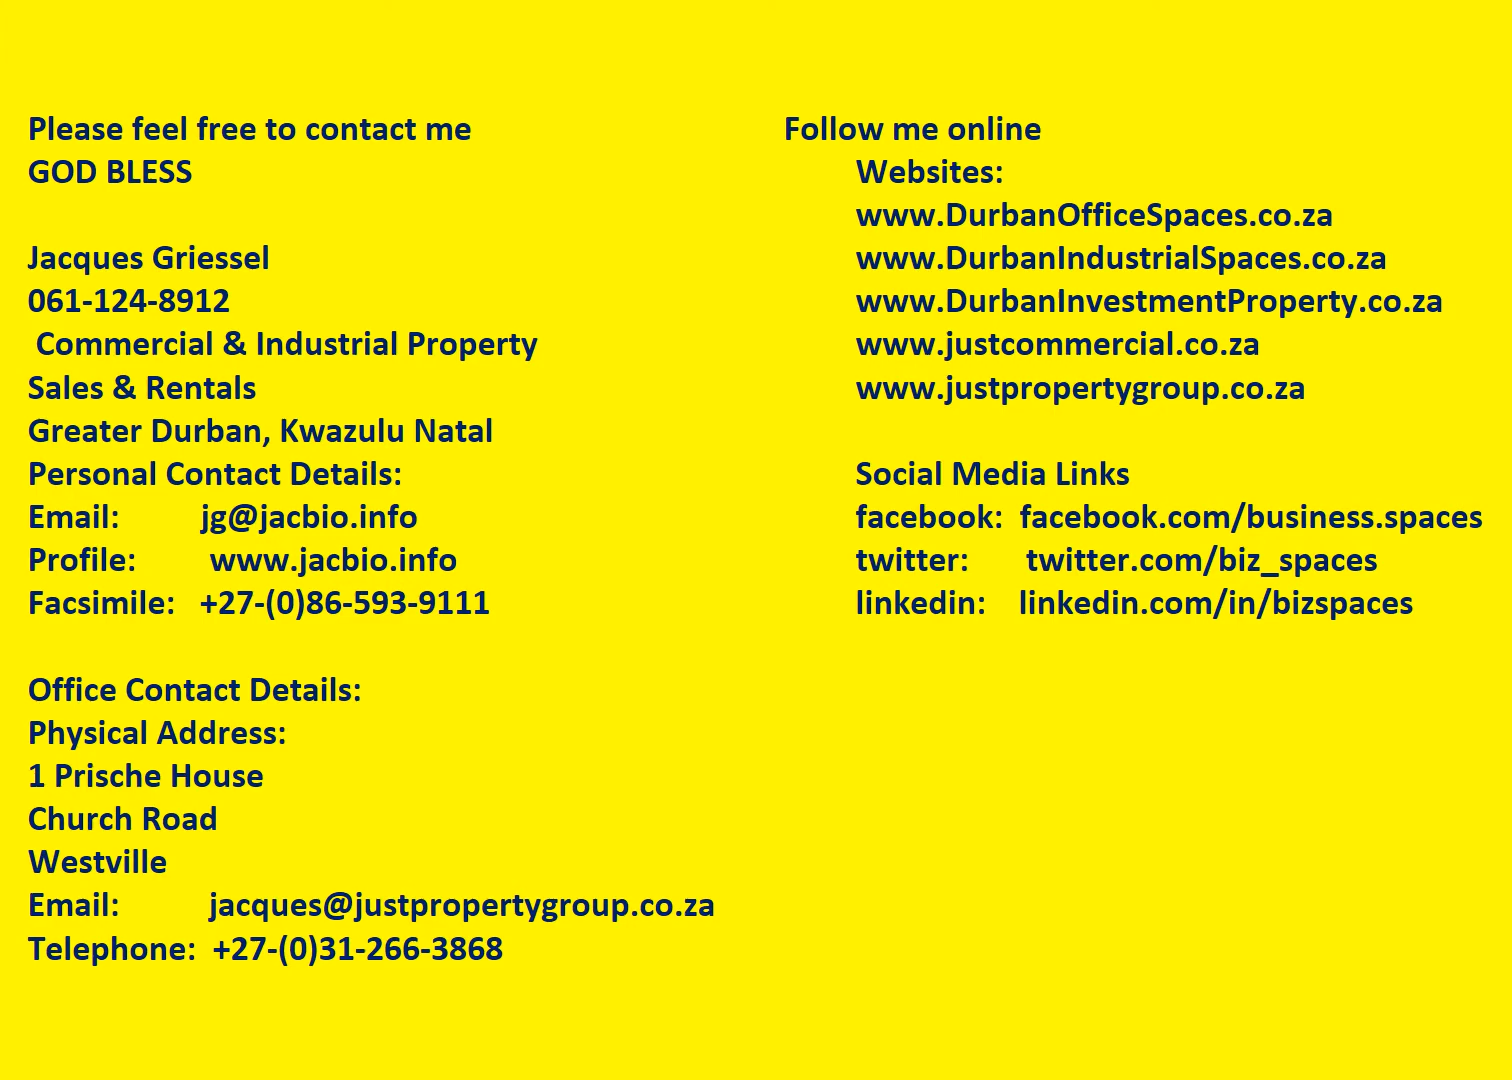 Please feel free to contact me
GOD BLESS
Jacques Griessel
061-124-8912
Commercial & Industrial Property
Sales & Rentals
Greater Durban, Kwazulu Natal
Personal Contact Details:
Email: jg@jacbio.info
Profile: www.jacbio.info
Facsimile: +27-(0)86-593-9111
Office Contact Details:
Physical Address:
1 Prische House
Church Road
Westville
Email: jacques@justpropertygroup.co.za
Telephone: +27-(0)31-266-3868
Follow me online
Websites:
www.DurbanOfficeSpaces.co.za
www.DurbanIndustrialSpaces.co.za
www.DurbanInvestmentProperty.co.za
www.justcommercial.co.za
www.justpropertygroup.co.za
Social Media Links
facebook: facebook.com/business.spaces
twitter: twitter.com/biz_spaces
linkedin: linkedin.com/in/bizspaces